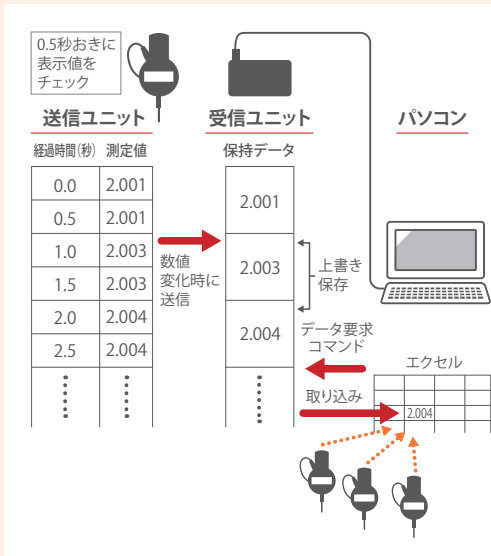 0.5秒おきに
表示値を
チェック
送信ユニット
受信ユニット
パソコン
経過時間(秒) 測定値
保持データ
0.0 2.001
0.5 2.001
1.0 2.003
1.5 2.003
2.0 2.004
2.5 2.004
数値
変化時に
送信
2.001
2.003
2.004
上書き
保存
データ要求
コマンド
エクセル
取り込み
2.004